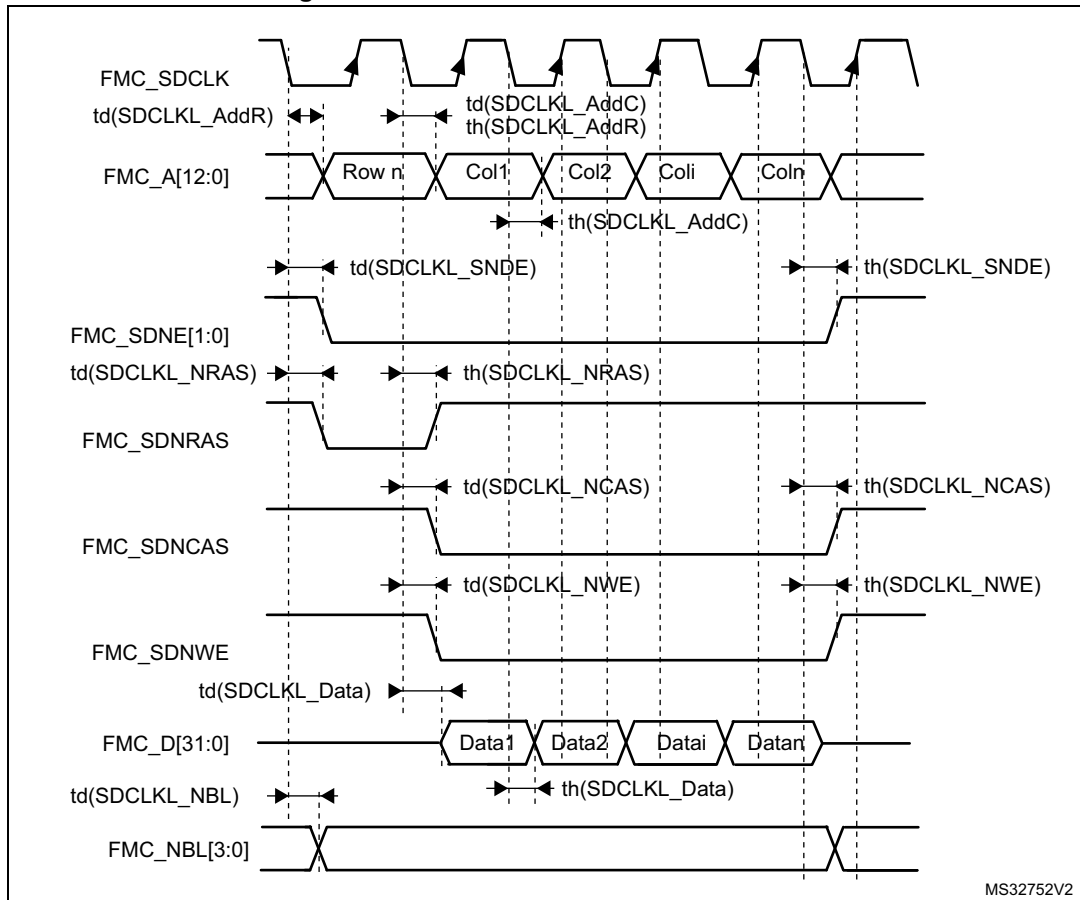 FMC_SDCLK
td(SDCLKL_AddR)
td(SDCLKL_AddC)
th(SDCLKL_AddR)
FMC_A[12:0]
Row n
Col1
Col2
Coli
Coln
th(SDCLKL_AddC)
td(SDCLKL_SNDE)
th(SDCLKL_SNDE)
FMC_SDNE[1:0]
td(SDCLKL_NRAS)
th(SDCLKL_NRAS)
FMC_SDNRAS
td(SDCLKL_NCAS)
th(SDCLKL_NCAS)
FMC_SDNCAS
td(SDCLKL_NWE)
th(SDCLKL_NWE)
FMC_SDNWE
td(SDCLKL_Data)
FMC_D[31:0]
Data1
Data2
Datai
Datan
td(SDCLKL_NBL)
th(SDCLKL_Data)
FMC_NBL[3:0]
MS32752V2